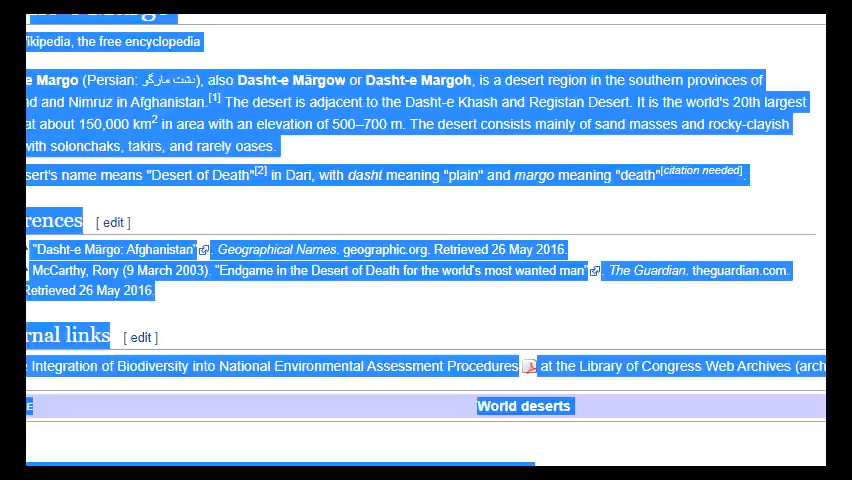 ikipedia, the free encyclopedia
e Margo (Persian: دشت مارگو), also Dasht-e Mārgow or Dasht-e Margoh, is a desert region in the southern provinces of
nd and Nimruz in Afghanistan.[1] The desert is adjacent to the Dasht-e Khash and Registan Desert. It is the world's 20th largest
at about 150,000 km2 in area with an elevation of 500–700 m. The desert consists mainly of sand masses and rocky-clayish
with solonchaks, takirs, and rarely oases.
sert's name means "Desert of Death"[2] in Dari, with dasht meaning "plain" and margo meaning "death"[citation needed].
rences [ edit ]
"Dasht-e Mārgo: Afghanistan". Geographical Names. geographic.org. Retrieved 26 May 2016.
McCarthy, Rory (9 March 2003). "Endgame in the Desert of Death for the world's most wanted man". The Guardian. theguardian.com.
Retrieved 26 May 2016.
rnal links [ edit ]
Integration of Biodiversity into National Environmental Assessment Procedures at the Library of Congress Web Archives (arch
E World deserts